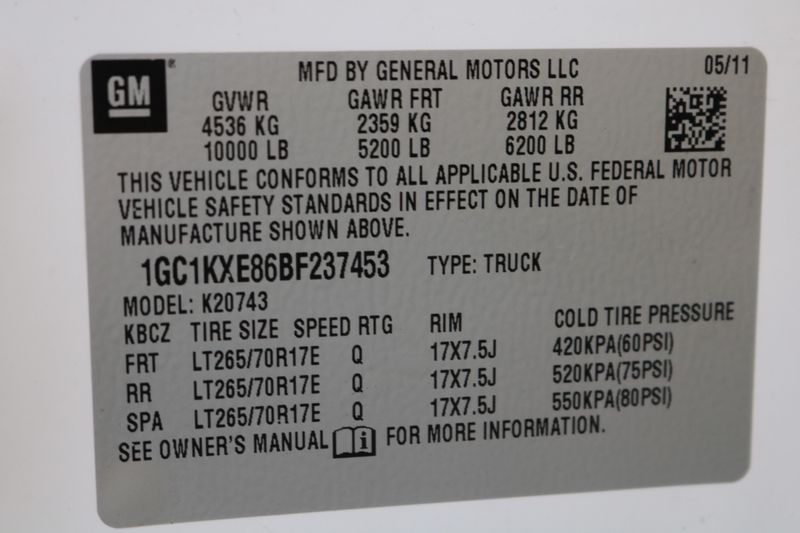 GM ®
MFD BY GENERAL MOTORS LLC 05/11
GVWR GAWR FRT GAWR RR
4536 KG 2359 KG 2812 KG
10000 LB 5200 LB 6200 LB
THIS VEHICLE CONFORMS TO ALL APPLICABLE U.S. FEDERAL MOTOR
VEHICLE SAFETY STANDARDS IN EFFECT ON THE DATE OF
MANUFACTURE SHOWN ABOVE.
1GC1KXE86BF237453 TYPE: TRUCK
MODEL: K20743
KBCZ TIRE SIZE SPEED RTG RIM COLD TIRE PRESSURE
FRT LT265/70R17E Q 17X7.5J 420KPA(60PSI)
RR LT265/70R17E Q 17X7.5J 520KPA(75PSI)
SPA LT265/70R17E Q 17X7.5J 550KPA(80PSI)
SEE OWNER'S MANUAL i FOR MORE INFORMATION.